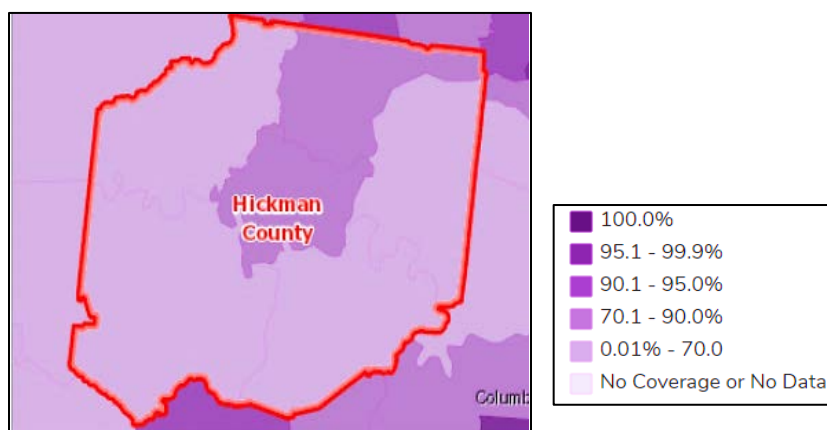 Hickman
County
Columb
100.0%
95.1 - 99.9%
90.1 - 95.0%
70.1 - 90.0%
0.01% - 70.0
No Coverage or No Data